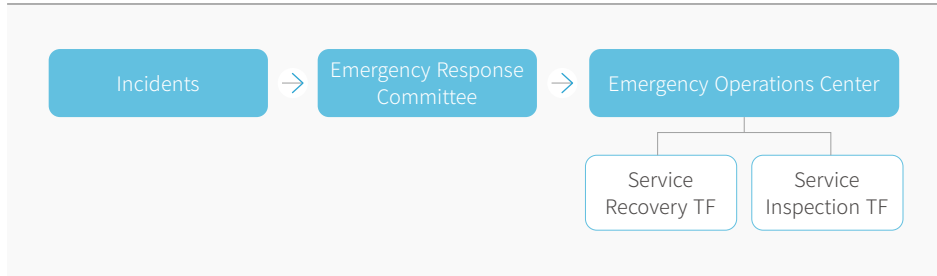 Incidents
Emergency Response
Committee
Emergency Operations Center
Service
Recovery TF
Service
Inspection TF